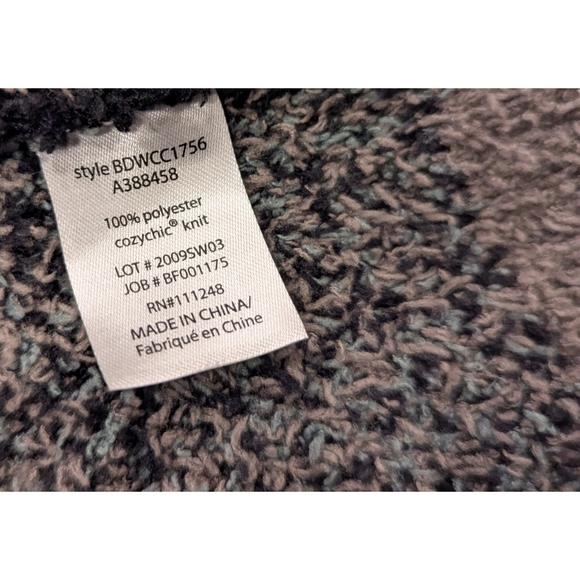 style BDWCC1756
A388458
100% polyester
cozychic® knit
LOT # 2009SW03
JOB # BF001175
RN#111248
MADE IN CHINA/
Fabriqué en Chine